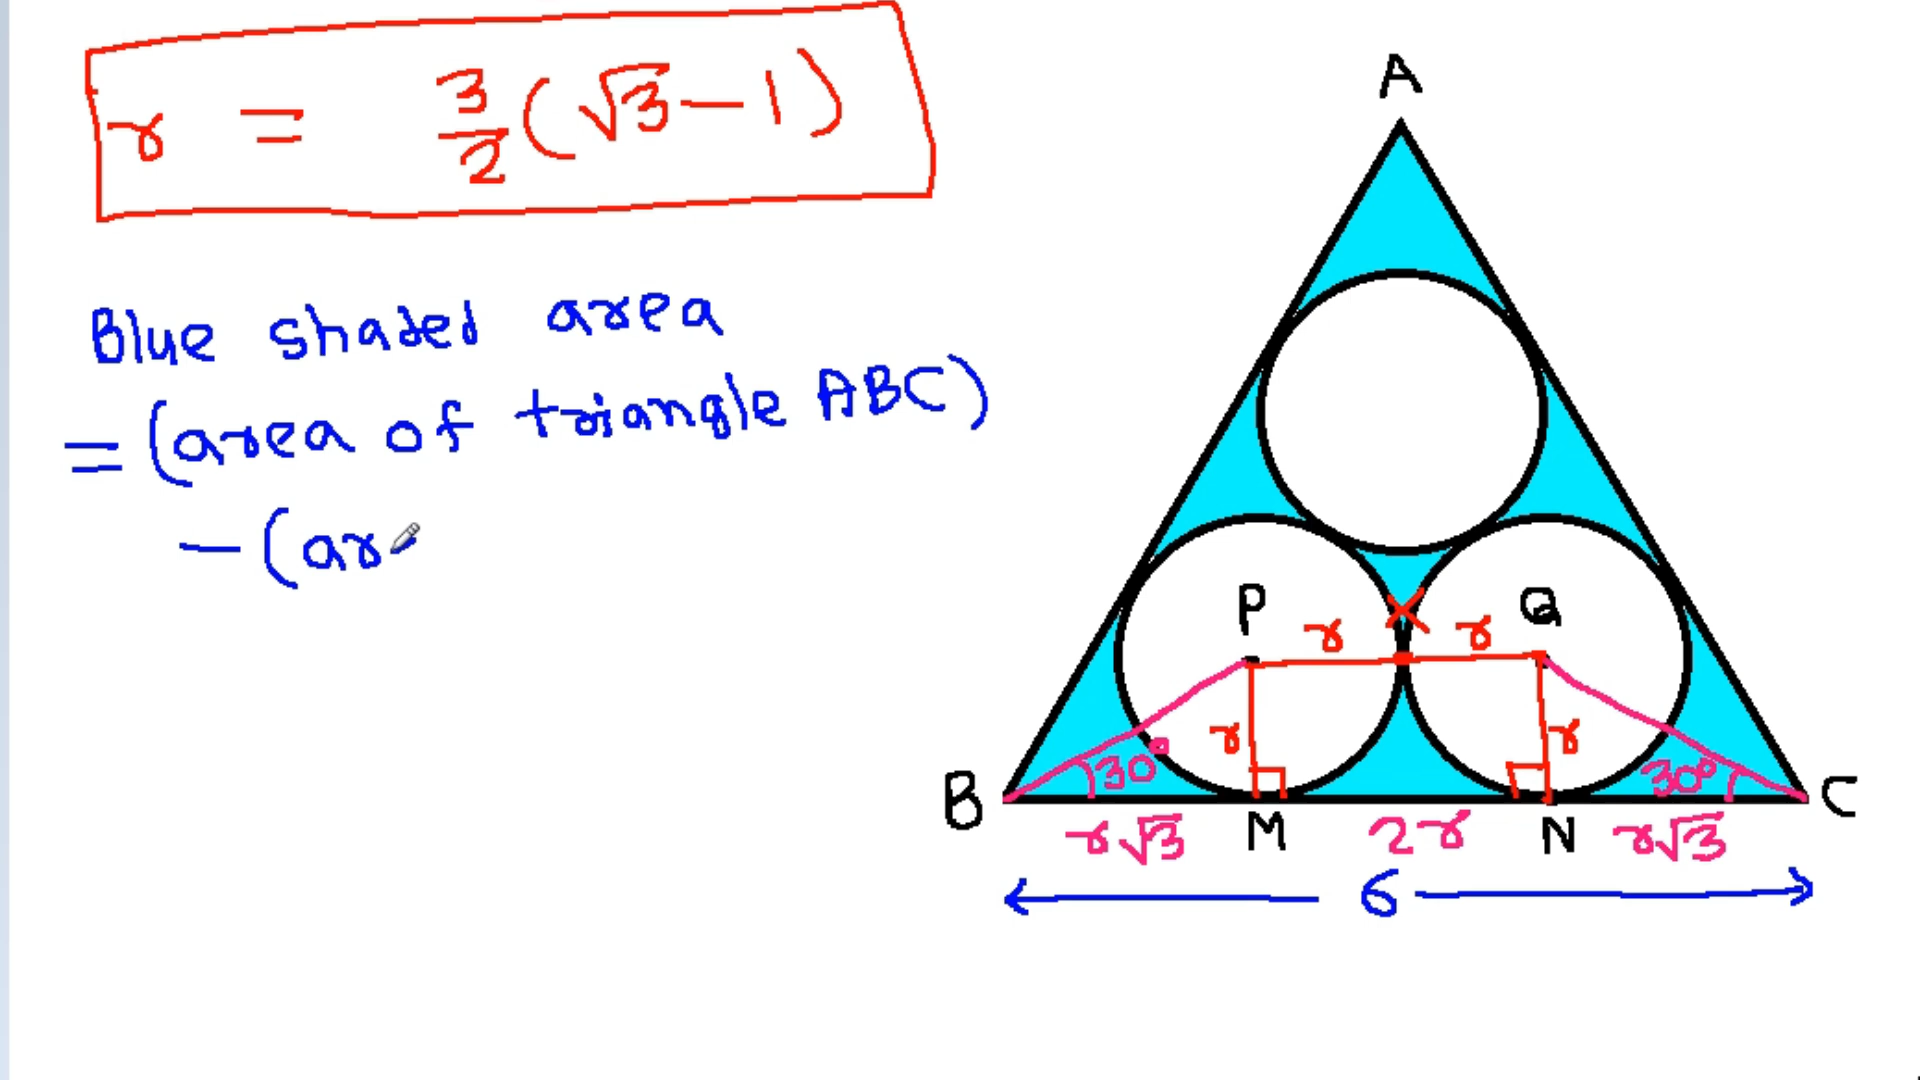 r = 3/2 (√3 - 1)
Blue shaded area
= (area of triangle ABC)
- (ar
A
P Q
r r
r r
30° 30°
B C
r√3 M 2r N r√3
6